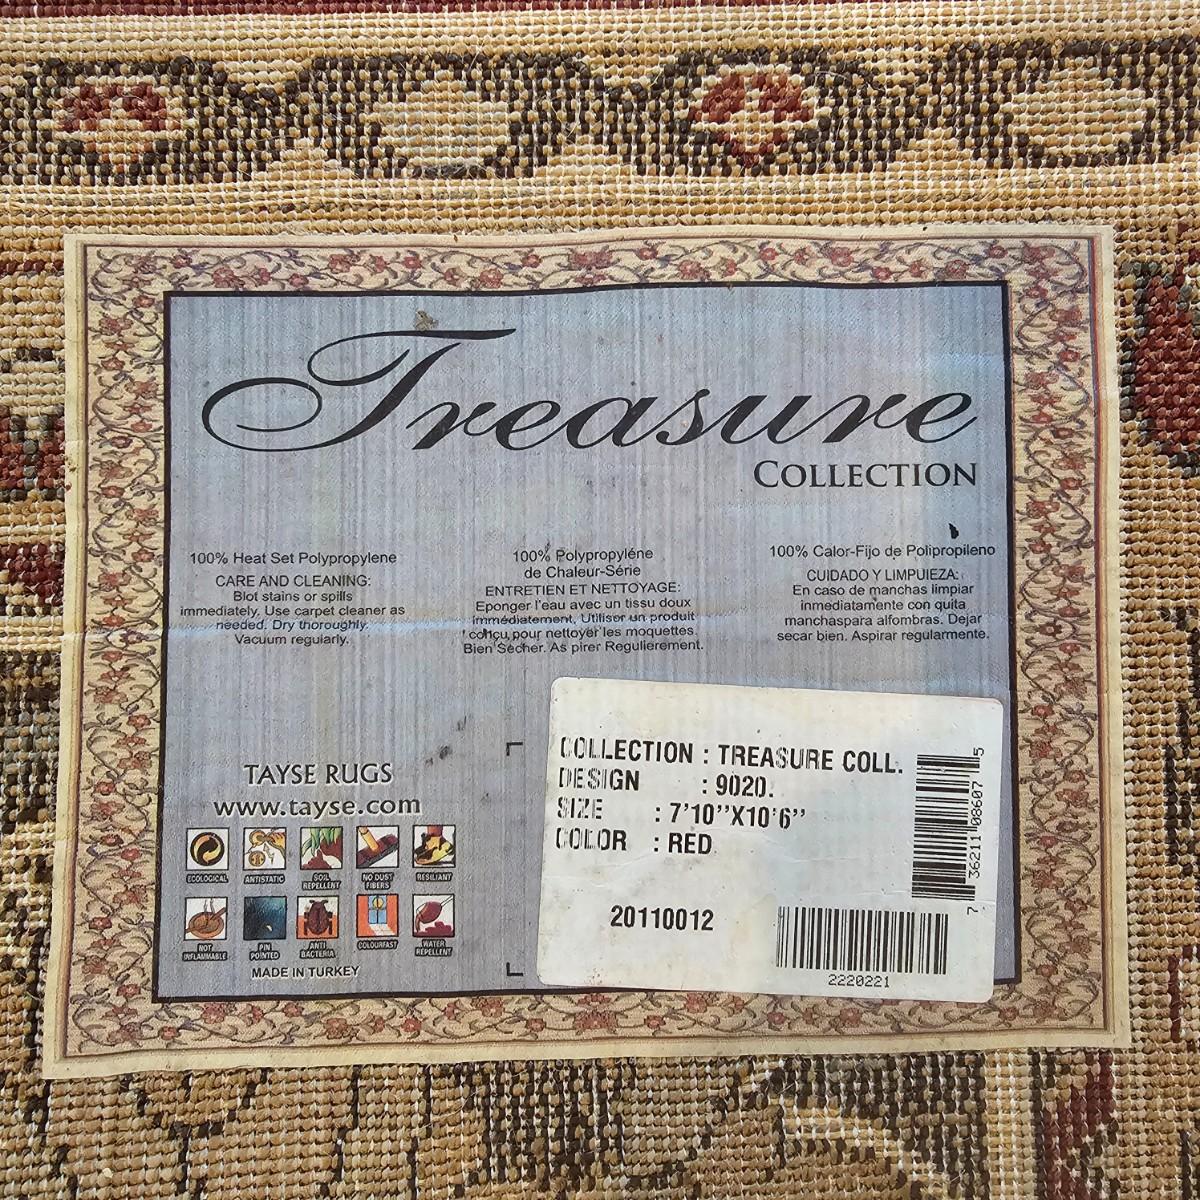 Treasure
COLLECTION
100% Heat Set Polypropylene
CARE AND CLEANING:
Blot stains or spills
immediately. Use carpet cleaner as
needed. Dry thoroughly.
Vacuum regularly.
100% Polypropyléne
de Chaleur-Série
ENTRETIEN ET NETTOYAGE:
Eponger l'eau avec un tissu doux
immédiatement, Utiliser un produit
conçu pour nettoyer les moquettes.
Bien Sécher. As pirer Regulierement.
100% Calor-Fijo de Polipropileno
CUIDADO Y LIMPUIEZA:
En caso de manchas limpiar
inmediatamente con quita
manchaspara alfombras. Dejar
secar bien. Aspirar regularmente.
TAYSE RUGS
www.tayse.com
ECOLOGICAL
ANTISTATIC
SOIL
REPELLENT
NO DUST
FIBERS
RESILIANT
NOT
INFLAMMABLE
PIN
POINTED
ANTI
BACTERIA
COLOURFAST
WATER
REPELLENT
MADE IN TURKEY
COLLECTION : TREASURE COLL.
DESIGN : 9020.
SIZE : 7'10''X10'6''
COLOR : RED
20110012
7 36211 08607 5
2220221